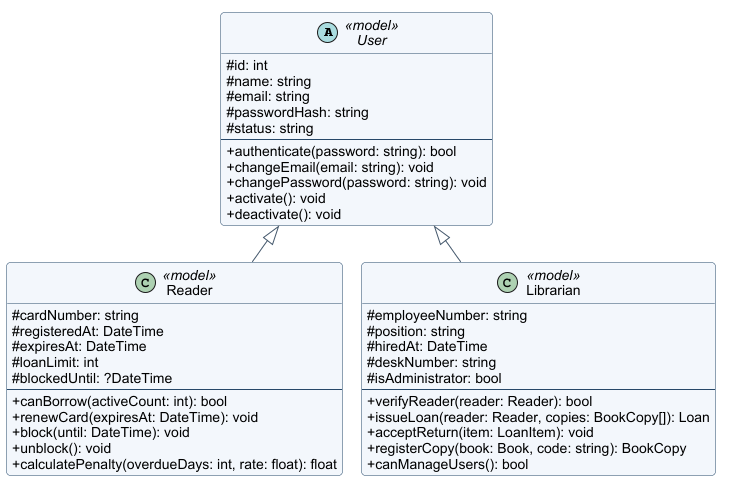 A «model»
User
#id: int
#name: string
#email: string
#passwordHash: string
#status: string
+authenticate(password: string): bool
+changeEmail(email: string): void
+changePassword(password: string): void
+activate(): void
+deactivate(): void
C «model»
Reader
#cardNumber: string
#registeredAt: DateTime
#expiresAt: DateTime
#loanLimit: int
#blockedUntil: ?DateTime
+canBorrow(activeCount: int): bool
+renewCard(expiresAt: DateTime): void
+block(until: DateTime): void
+unblock(): void
+calculatePenalty(overdueDays: int, rate: float): float
C «model»
Librarian
#employeeNumber: string
#position: string
#hiredAt: DateTime
#deskNumber: string
#isAdministrator: bool
+verifyReader(reader: Reader): bool
+issueLoan(reader: Reader, copies: BookCopy[]): Loan
+acceptReturn(item: LoanItem): void
+registerCopy(book: Book, code: string): BookCopy
+canManageUsers(): bool